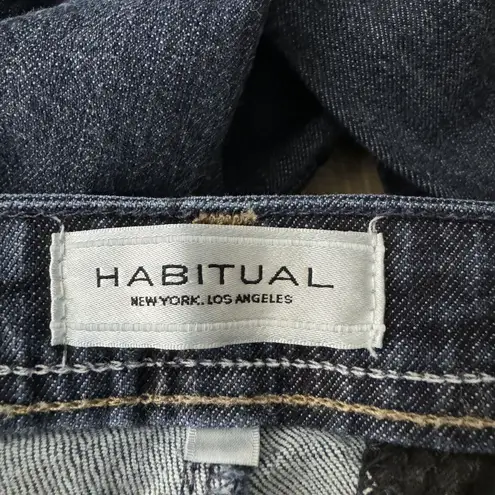 HABITUAL
NEW YORK, LOS ANGELES